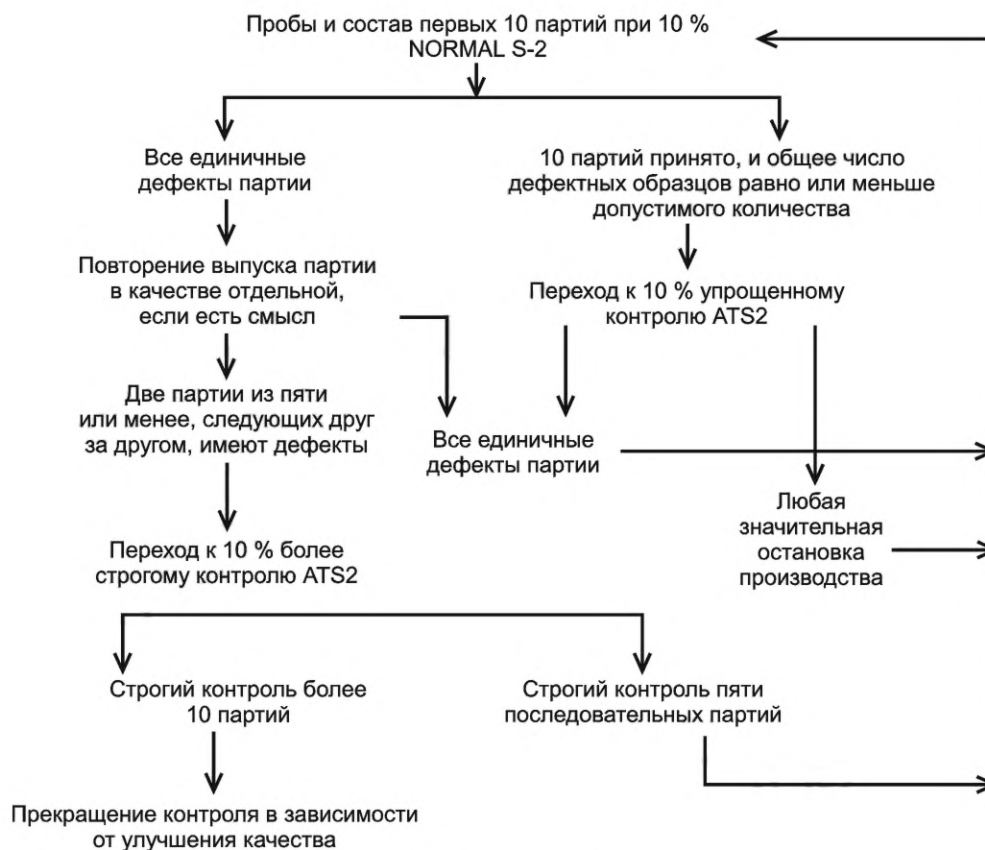 Пробы и состав первых 10 партий при 10 %
NORMAL S-2
Все единичные
дефекты партии
10 партий принято, и общее число
дефектных образцов равно или меньше
допустимого количества
Повторение выпуска партии
в качестве отдельной,
если есть смысл
Переход к 10 % упрощенному
контролю ATS2
Две партии из пяти
или менее, следующих друг
за другом, имеют дефекты
Все единичные
дефекты партии
Любая
значительная
остановка
производства
Переход к 10 % более
строгому контролю ATS2
Строгий контроль более
10 партий
Строгий контроль пяти
последовательных партий
Прекращение контроля в зависимости
от улучшения качества